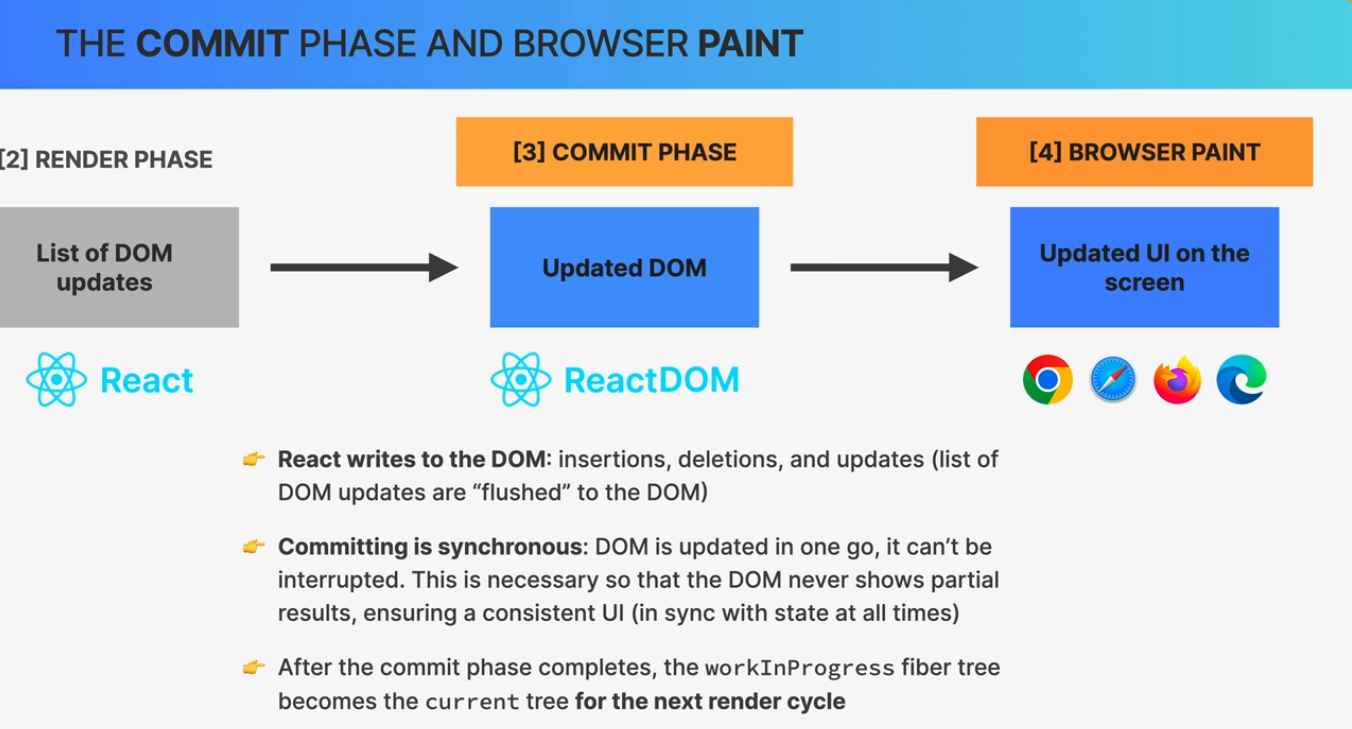 THE COMMIT PHASE AND BROWSER PAINT
[2] RENDER PHASE
[3] COMMIT PHASE
[4] BROWSER PAINT
List of DOM
updates
Updated DOM
Updated UI on the
screen
React
ReactDOM
React writes to the DOM: insertions, deletions, and updates (list of
DOM updates are “flushed” to the DOM)
Committing is synchronous: DOM is updated in one go, it can’t be
interrupted. This is necessary so that the DOM never shows partial
results, ensuring a consistent UI (in sync with state at all times)
After the commit phase completes, the workInProgress fiber tree
becomes the current tree for the next render cycle